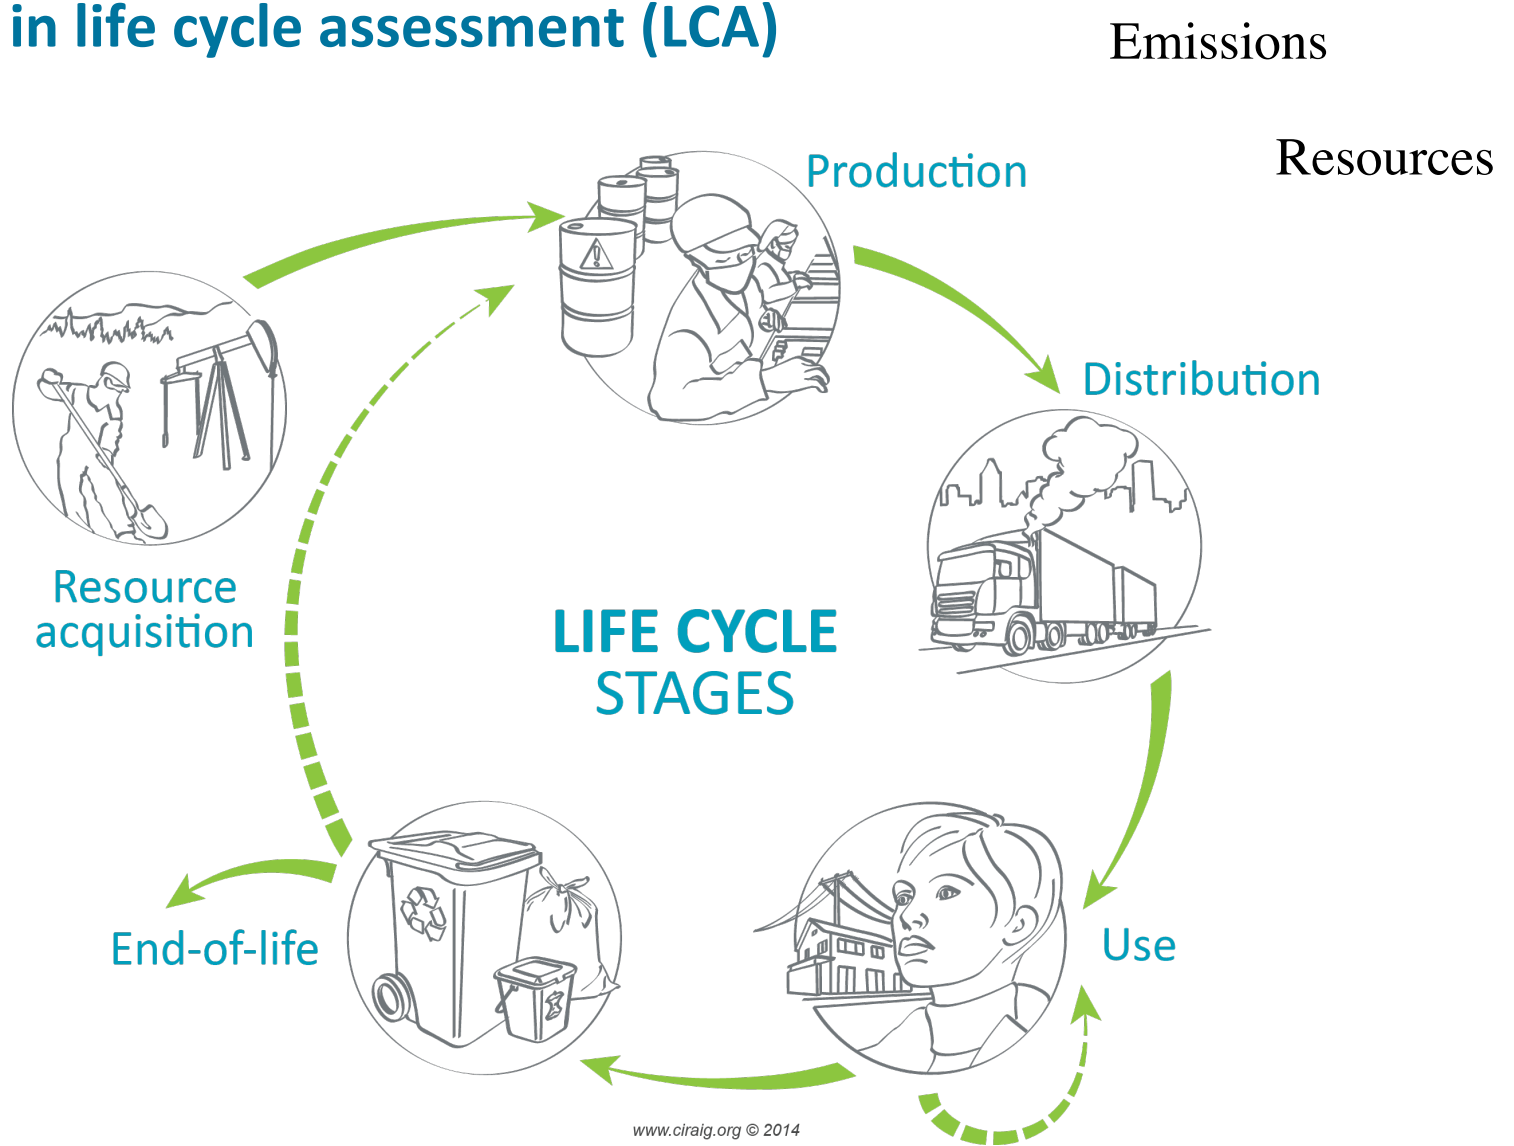 in life cycle assessment (LCA)
Emissions
Resources
Production
Distribution
Resource
acquisition
LIFE CYCLE
STAGES
End-of-life
Use
www.ciraig.org © 2014